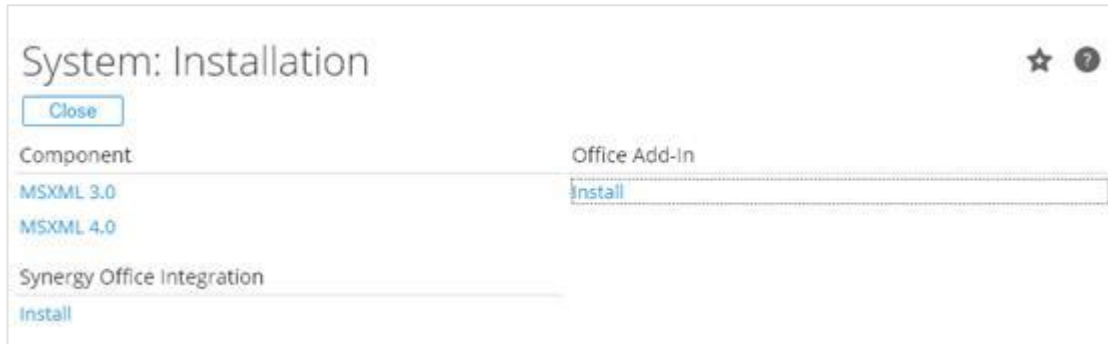 System: Installation
Close
Component
MSXML 3.0
MSXML 4.0
Synergy Office Integration
Install
Office Add-In
Install